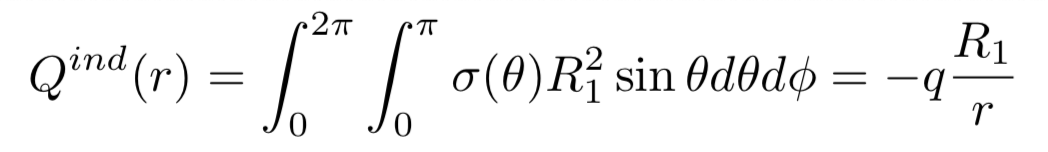 Q^{ind}(r) = \int_0^{2\pi} \int_0^{\pi} \sigma(\theta) R_1^2 \sin \theta d\theta d\phi = -q \frac{R_1}{r}